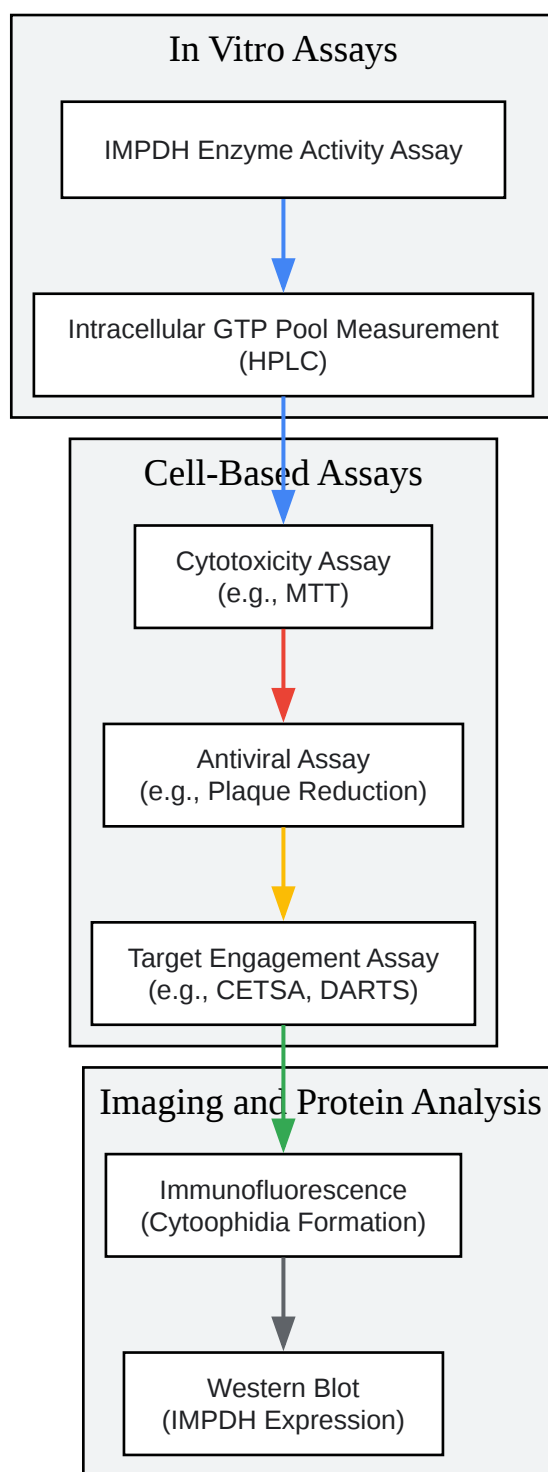 In Vitro Assays
IMPDH Enzyme Activity Assay
Intracellular GTP Pool Measurement
(HPLC)
Cell-Based Assays
Cytotoxicity Assay
(e.g., MTT)
Antiviral Assay
(e.g., Plaque Reduction)
Target Engagement Assay
(e.g., CETSA, DARTS)
Imaging and Protein Analysis
Immunofluorescence
(Cytoophidia Formation)
Western Blot
(IMPDH Expression)